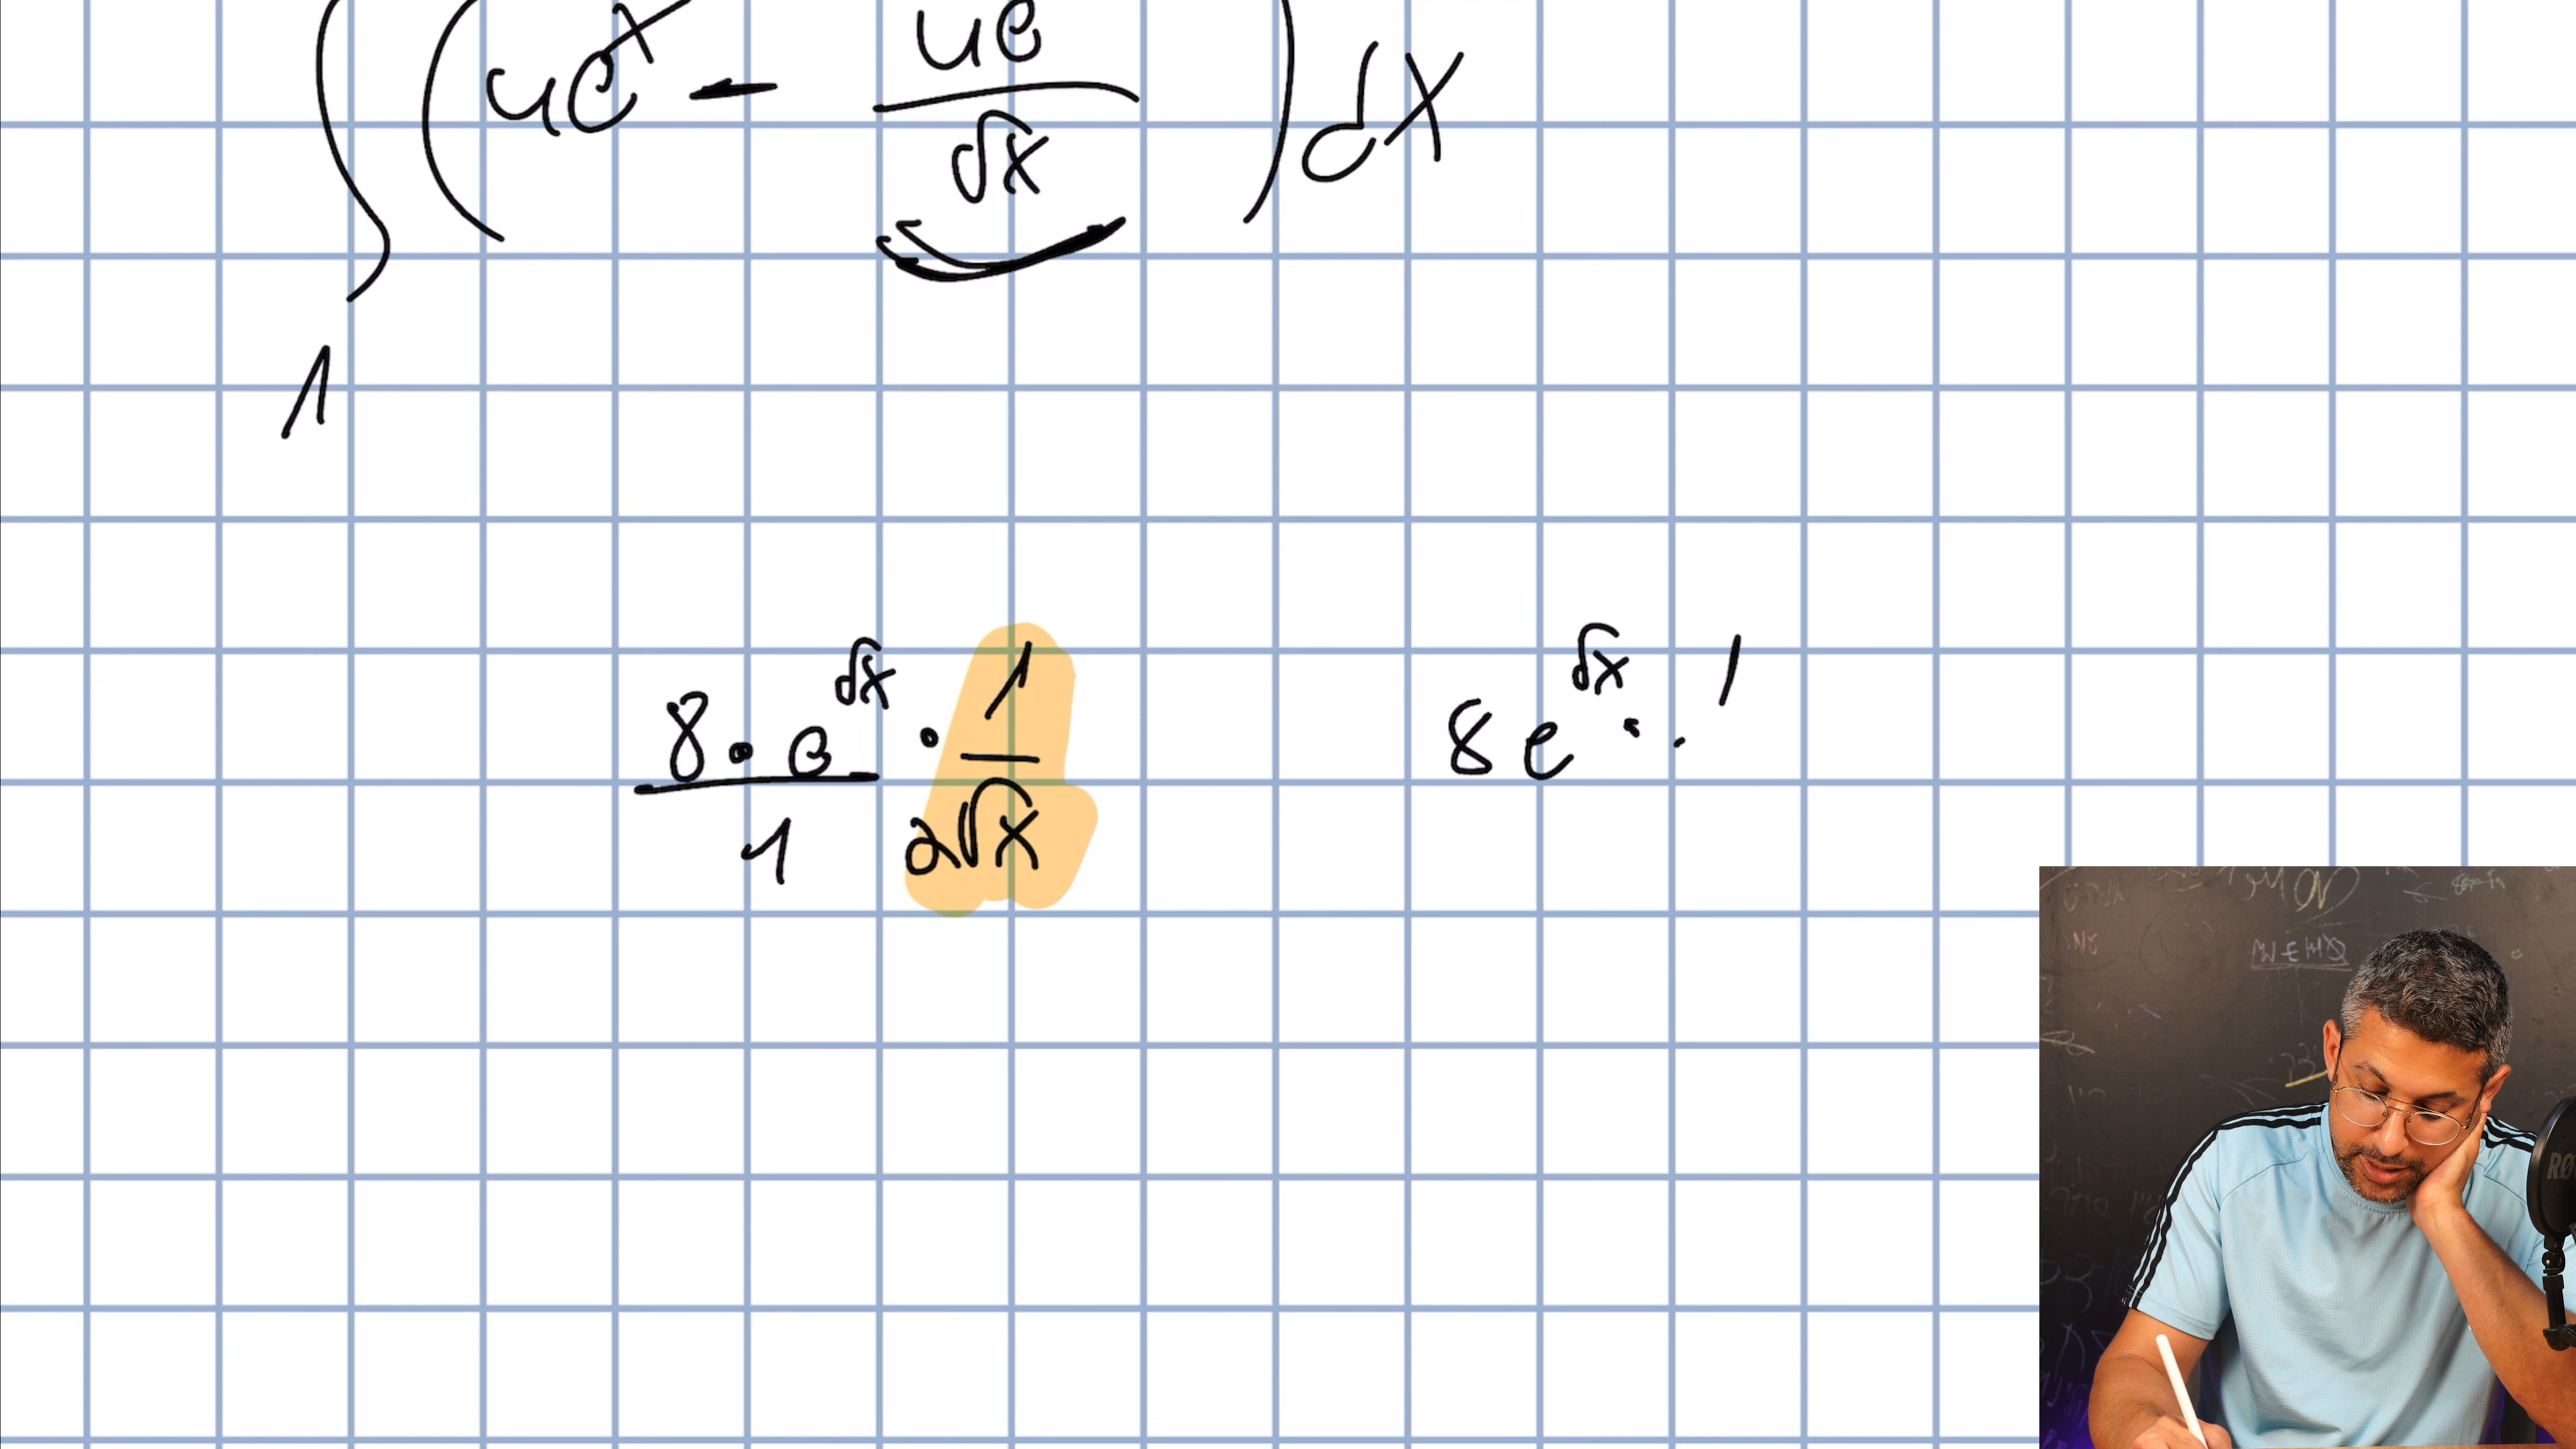 ∫ (4e^x - 4e / √x) dx
1
8 · e^√x / 1 · 1 / 2√x
8e^√x · · 1